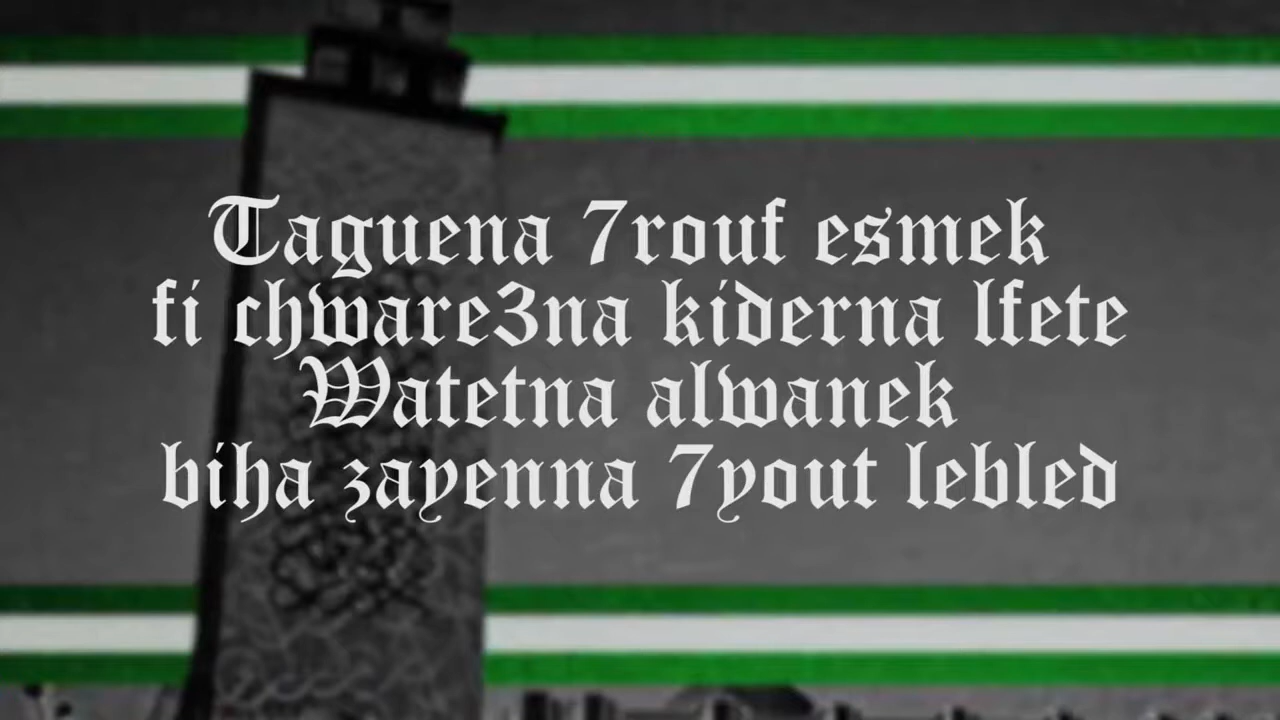 Taguena 7rouf esmek
fi chware3na kiderna lfete
Watetna alwanek
biha zayenna 7yout lebled